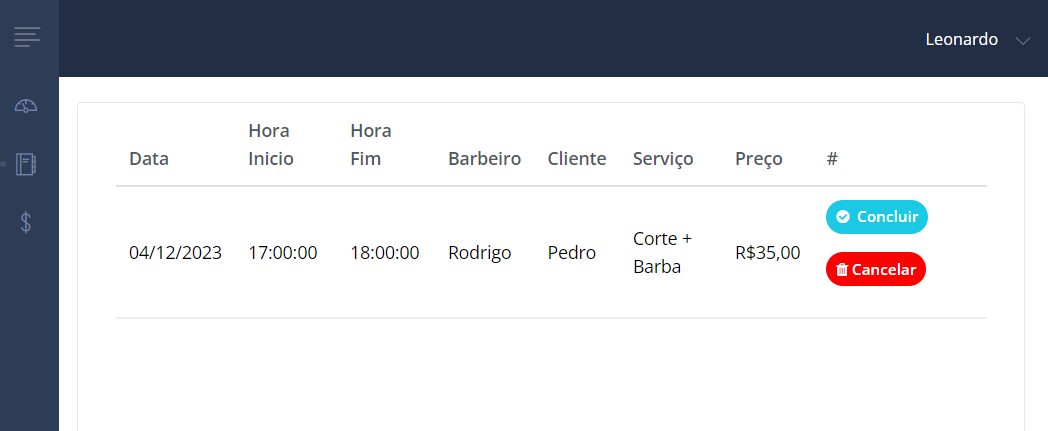 Leonardo
Hora Hora
Data Inicio Fim Barbeiro Cliente Serviço Preço #
Concluir
04/12/2023 17:00:00 18:00:00 Rodrigo Pedro Corte + Barba R$35,00
Cancelar